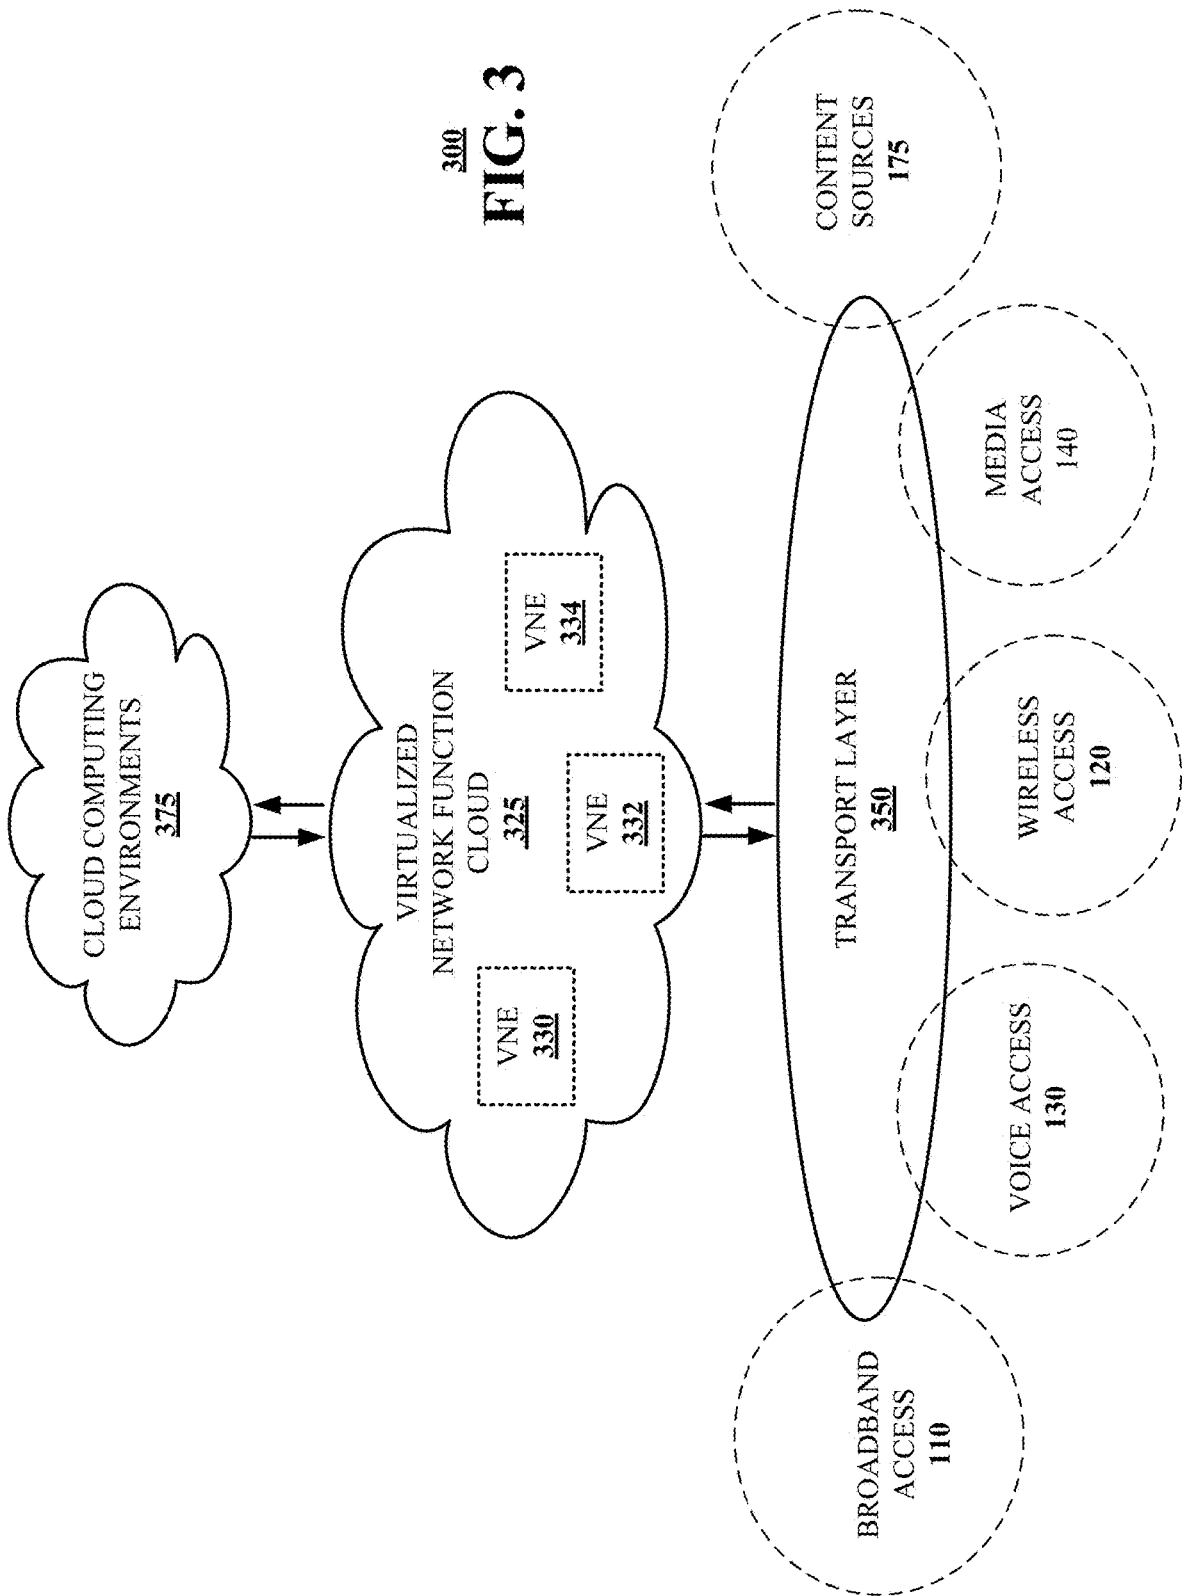 CLOUD COMPUTING
ENVIRONMENTS
375
VIRTUALIZED
NETWORK FUNCTION
CLOUD
325
VNE
330
VNE
332
VNE
334
300
FIG. 3
TRANSPORT LAYER
350
BROADBAND
ACCESS
110
VOICE ACCESS
130
WIRELESS
ACCESS
120
MEDIA
ACCESS
140
CONTENT
SOURCES
175